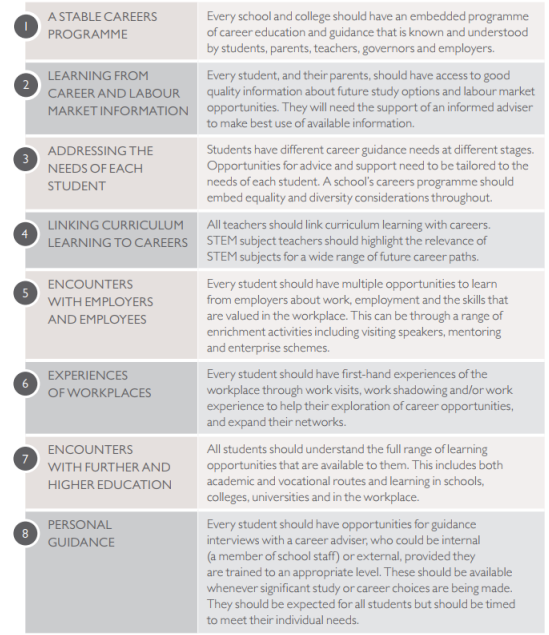 1
A STABLE CAREERS
PROGRAMME
Every school and college should have an embedded programme
of career education and guidance that is known and understood
by students, parents, teachers, governors and employers.
2
LEARNING FROM
CAREER AND LABOUR
MARKET INFORMATION
Every student, and their parents, should have access to good
quality information about future study options and labour market
opportunities. They will need the support of an informed adviser
to make best use of available information.
3
ADDRESSING THE
NEEDS OF EACH
STUDENT
Students have different career guidance needs at different stages.
Opportunities for advice and support need to be tailored to the
needs of each student. A school's careers programme should
embed equality and diversity considerations throughout.
4
LINKING CURRICULUM
LEARNING TO CAREERS
All teachers should link curriculum learning with careers.
STEM subject teachers should highlight the relevance of
STEM subjects for a wide range of future career paths.
5
ENCOUNTERS
WITH EMPLOYERS
AND EMPLOYEES
Every student should have multiple opportunities to learn
from employers about work, employment and the skills that
are valued in the workplace. This can be through a range of
enrichment activities including visiting speakers, mentoring
and enterprise schemes.
6
EXPERIENCES
OF WORKPLACES
Every student should have first-hand experiences of the
workplace through work visits, work shadowing and/or work
experience to help their exploration of career opportunities,
and expand their networks.
7
ENCOUNTERS
WITH FURTHER AND
HIGHER EDUCATION
All students should understand the full range of learning
opportunities that are available to them. This includes both
academic and vocational routes and learning in schools,
colleges, universities and in the workplace.
8
PERSONAL
GUIDANCE
Every student should have opportunities for guidance
interviews with a career adviser, who could be internal
(a member of school staff) or external, provided they
are trained to an appropriate level. These should be available
whenever significant study or career choices are being made.
They should be expected for all students but should be timed
to meet their individual needs.